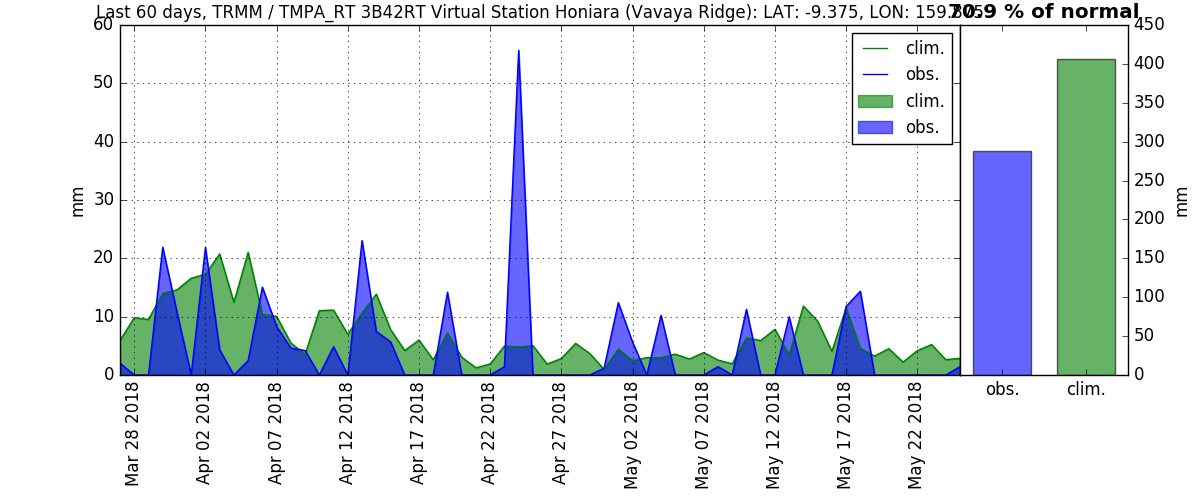 Last 60 days, TRMM / TMPA_RT 3B42RT Virtual Station Honiara (Vavaya Ridge): LAT: -9.375, LON:
70.9 % of normal
60
50
40
30
20
10
0
mm
clim.
obs.
clim.
obs.
Mar 28 2018
Apr 02 2018
Apr 07 2018
Apr 12 2018
Apr 17 2018
Apr 22 2018
Apr 27 2018
May 02 2018
May 07 2018
May 12 2018
May 17 2018
May 22 2018
450
400
350
300
250
200
150
100
50
0
mm
obs.
clim.